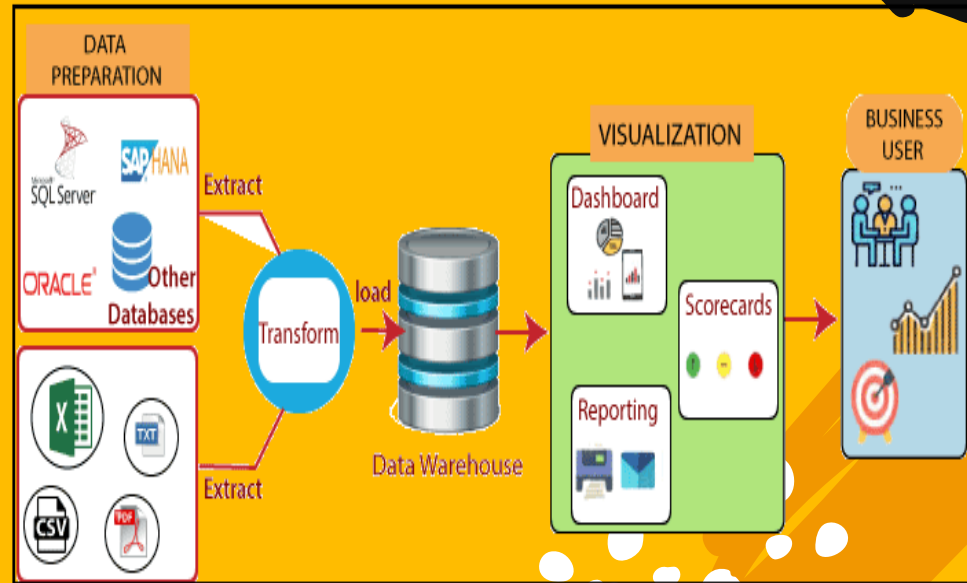 DATA
PREPARATION
Microsoft
SQL Server
SAP HANA
ORACLE
Other
Databases
X
TXT
CSV
PDF
Extract
Extract
Transform
load
Data Warehouse
VISUALIZATION
Dashboard
Scorecards
Reporting
BUSINESS
USER